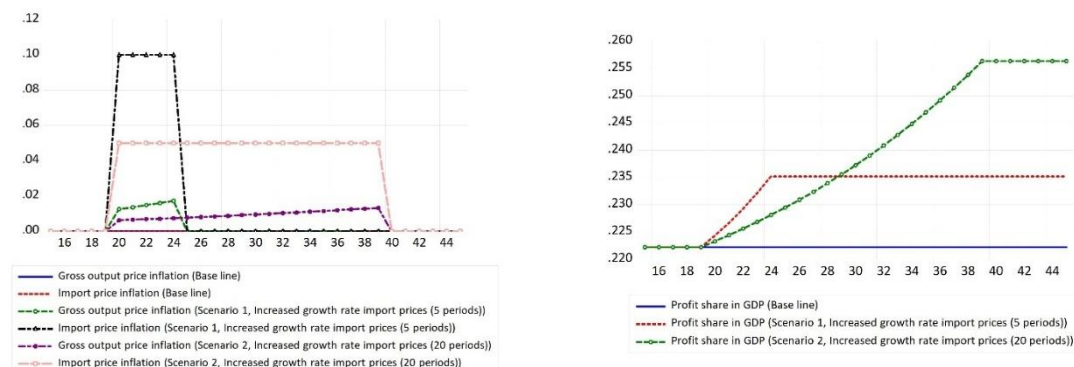 .12
.10
.08
.06
.04
.02
.00
16 18 20 22 24 26 28 30 32 34 36 38 40 42 44
Gross output price inflation (Base line)
Import price inflation (Base line)
Gross output price inflation (Scenario 1, Increased growth rate import prices (5 periods))
Import price inflation (Scenario 1, Increased growth rate import prices (5 periods))
Gross output price inflation (Scenario 2, Increased growth rate import prices (20 periods))
Import price inflation (Scenario 2, Increased growth rate import prices (20 periods))
.260
.255
.250
.245
.235
.230
.225
.220
16 18 20 22 24 26 28 30 32 34 36 38 40 42 44
Profit share in GDP (Base line)
Profit share in GDP (Scenario 1, Increased growth rate import prices (5 periods))
Profit share in GDP (Scenario 2, Increased growth rate import prices (20 periods))